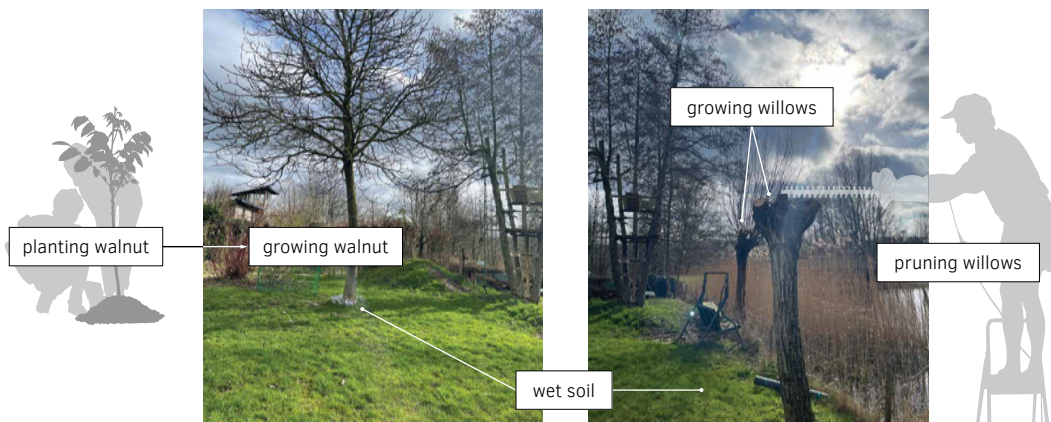 growing willows
planting walnut
growing walnut
pruning willows
wet soil